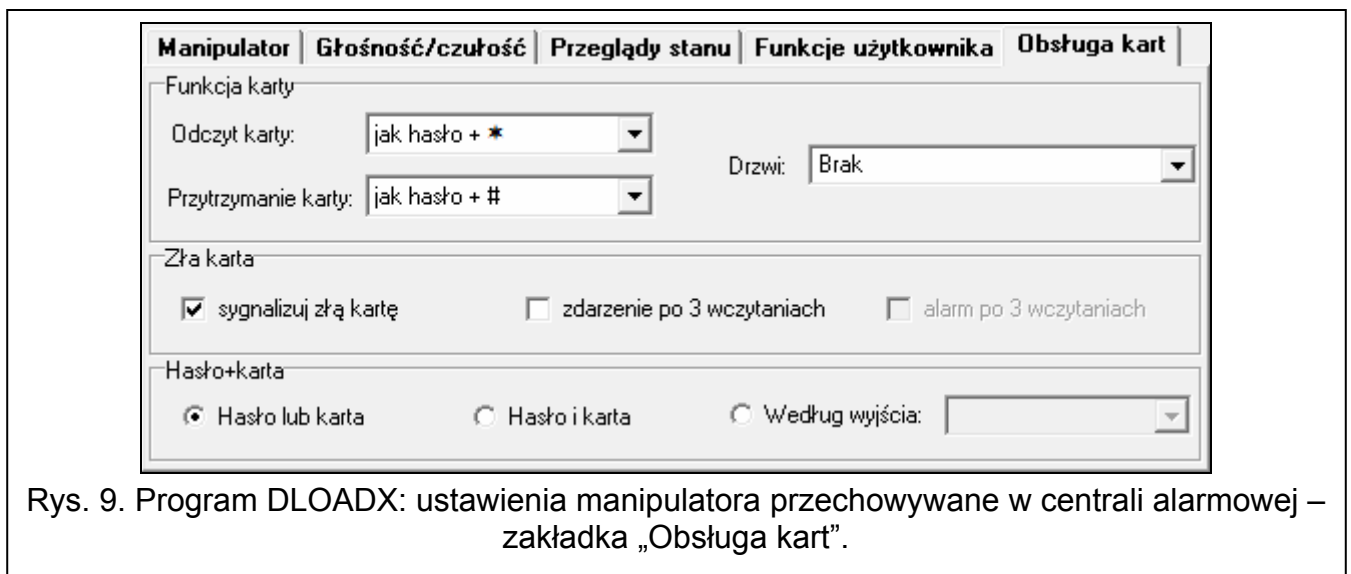 Manipulator Głośność/czułość Przeglądy stanu Funkcje użytkownika Obsługa kart
Funkcja karty
Odczyt karty: jak hasło + *
Drzwi: Brak
Przytrzymanie karty: jak hasło + #
Zła karta
sygnalizuj złą kartę zdarzenie po 3 wczytaniach alarm po 3 wczytaniach
Hasło+karta
Hasło lub karta Hasło i karta Według wyjścia:
Rys. 9. Program DLOADX: ustawienia manipulatora przechowywane w centrali alarmowej –
zakładka „Obsługa kart”.